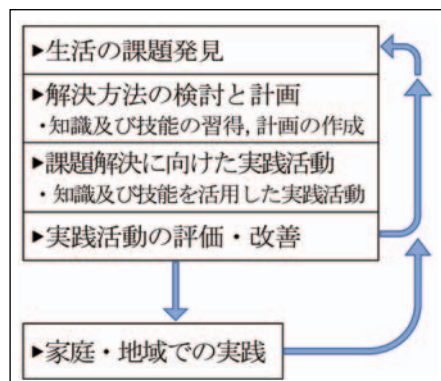 ▶生活の課題発見
▶解決方法の検討と計画
・知識及び技能の習得，計画の作成
▶課題解決に向けた実践活動
・知識及び技能を活用した実践活動
▶実践活動の評価・改善
▶家庭・地域での実践